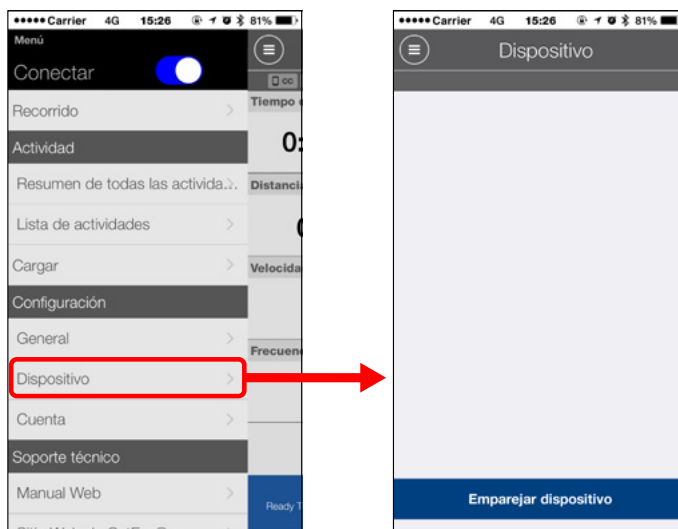 Carrier 4G 15:26 81%
Menú
Conectar
Recorrido
Actividad
Resumen de todas las activida...
Lista de actividades
Cargar
Configuración
General
Dispositivo
Cuenta
Soporte técnico
Manual Web
CC
Tiempo
0:
Distancia
Velocida
Frecuen
Ready T
Carrier 4G 15:26 81%
Dispositivo
Emparejar dispositivo